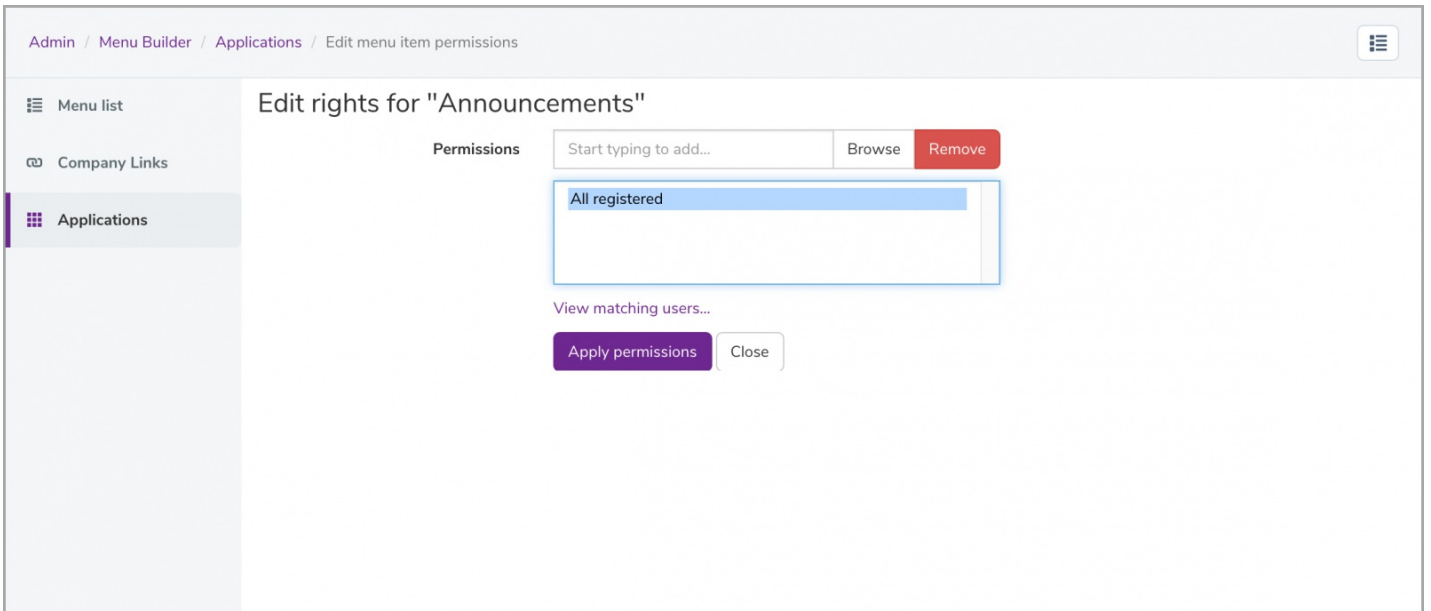 Admin / Menu Builder / Applications / Edit menu item permissions
Menu list
Company Links
Applications
Edit rights for "Announcements"
Permissions Start typing to add... Browse Remove
All registered
View matching users...
Apply permissions Close